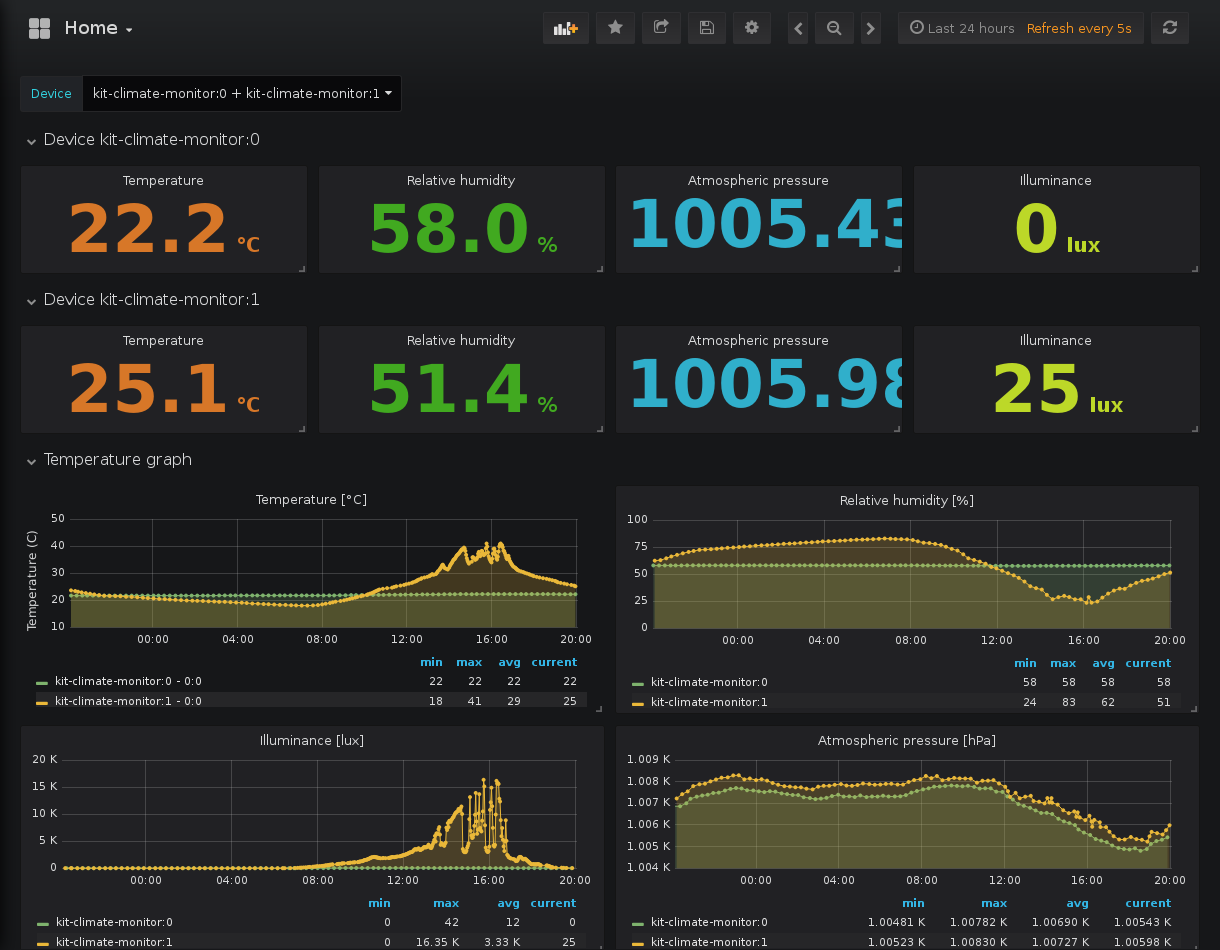 Home
Last 24 hours Refresh every 5s
Device kit-climate-monitor:0 + kit-climate-monitor:1
Device kit-climate-monitor:0
Temperature Relative humidity Atmospheric pressure Illuminance
22.2 °C 58.0 % 1005.43 0 lux
Device kit-climate-monitor:1
Temperature Relative humidity Atmospheric pressure Illuminance
25.1 °C 51.4 % 1005.98 25 lux
Temperature graph
Temperature [°C]
Temperature (C)
50
40
30
20
10
00:00 04:00 08:00 12:00 16:00 20:00
min max avg current
kit-climate-monitor:0 - 0:0 22 22 22 22
kit-climate-monitor:1 - 0:0 18 41 29 25
Relative humidity [%]
100
75
50
25
0
00:00 04:00 08:00 12:00 16:00 20:00
min max avg current
kit-climate-monitor:0 58 58 58 58
kit-climate-monitor:1 24 83 62 51
Illuminance [lux]
20 K
15 K
10 K
5 K
0
00:00 04:00 08:00 12:00 16:00 20:00
min max avg current
kit-climate-monitor:0 0 42 12 0
kit-climate-monitor:1 0 16.35 K 3.33 K 25
Atmospheric pressure [hPa]
1.009 K
1.008 K
1.007 K
1.006 K
1.005 K
1.004 K
00:00 04:00 08:00 12:00 16:00 20:00
min max avg current
kit-climate-monitor:0 1.00481 K 1.00782 K 1.00690 K 1.00543 K
kit-climate-monitor:1 1.00523 K 1.00830 K 1.00727 K 1.00598 K